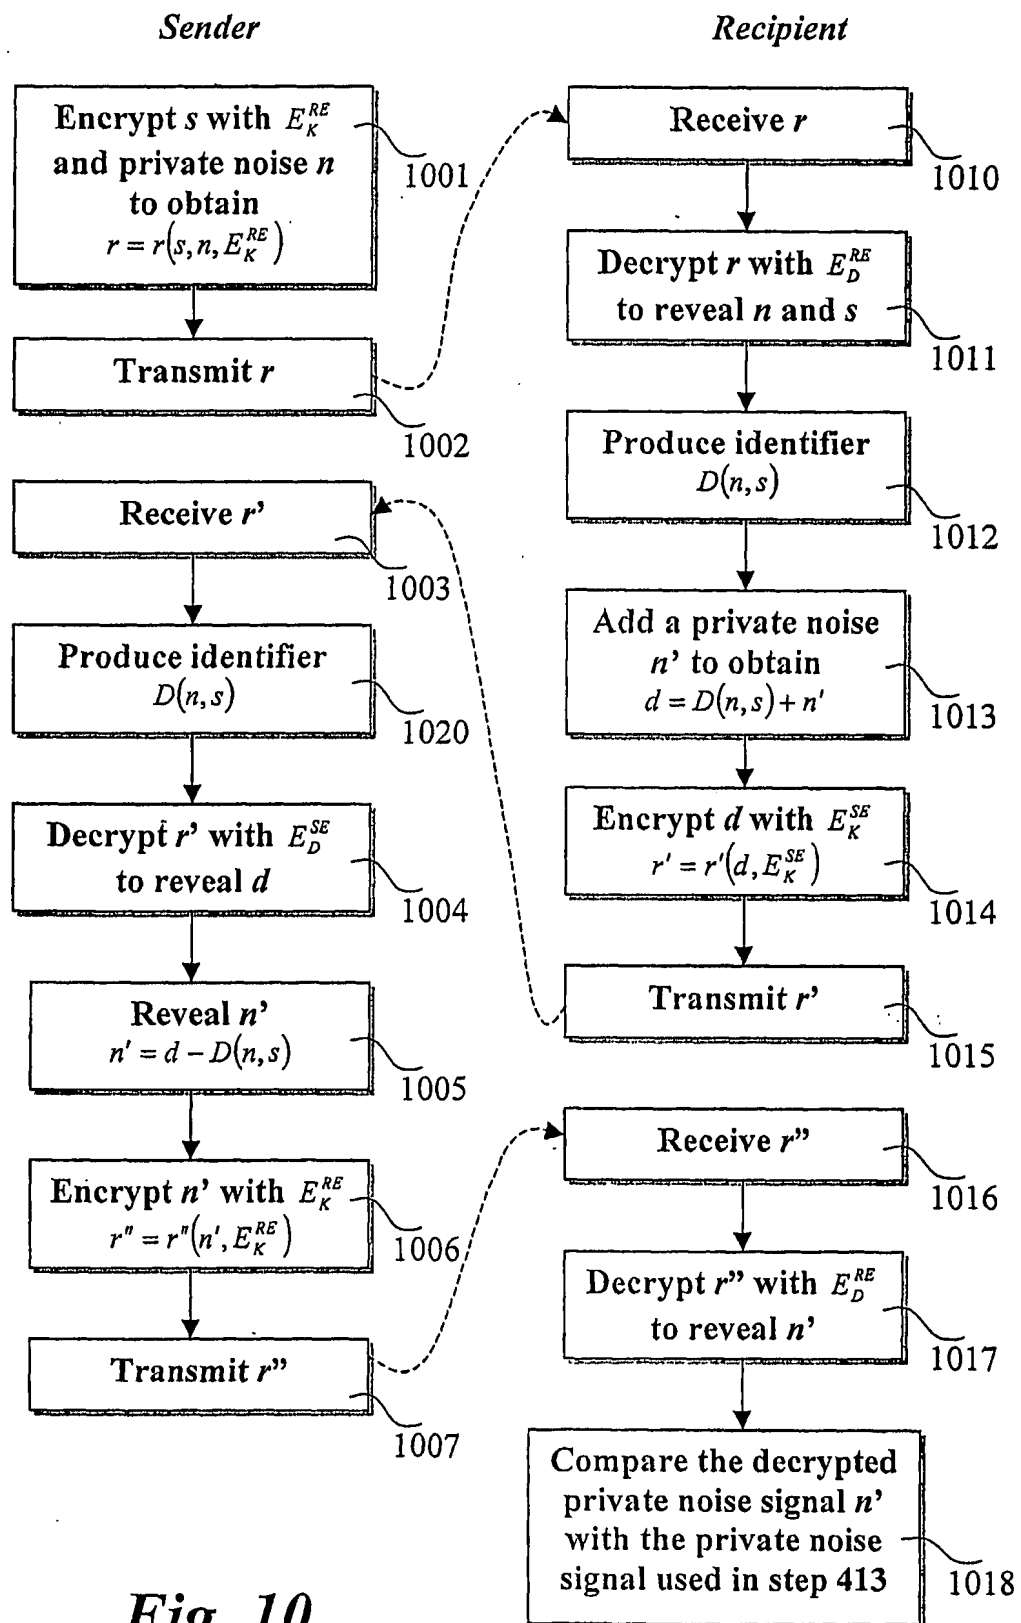 Sender
Encrypt s with E_K^RE
and private noise n
to obtain
r = r(s, n, E_K^RE)
1001
Transmit r
1002
Receive r’
1003
Produce identifier
D(n, s)
1020
Decrypt r’ with E_D^SE
to reveal d
1004
Reveal n’
n' = d − D(n, s)
1005
Encrypt n’ with E_K^RE
r" = r"(n', E_K^RE)
1006
Transmit r”
1007
Recipient
Receive r
1010
Decrypt r with E_D^RE
to reveal n and s
1011
Produce identifier
D(n, s)
1012
Add a private noise
n’ to obtain
d = D(n, s) + n'
1013
Encrypt d with E_K^SE
r' = r'(d, E_K^SE)
1014
Transmit r’
1015
Receive r”
1016
Decrypt r” with E_D^RE
to reveal n’
1017
Compare the decrypted
private noise signal n’
with the private noise
signal used in step 413
1018
Fig. 10